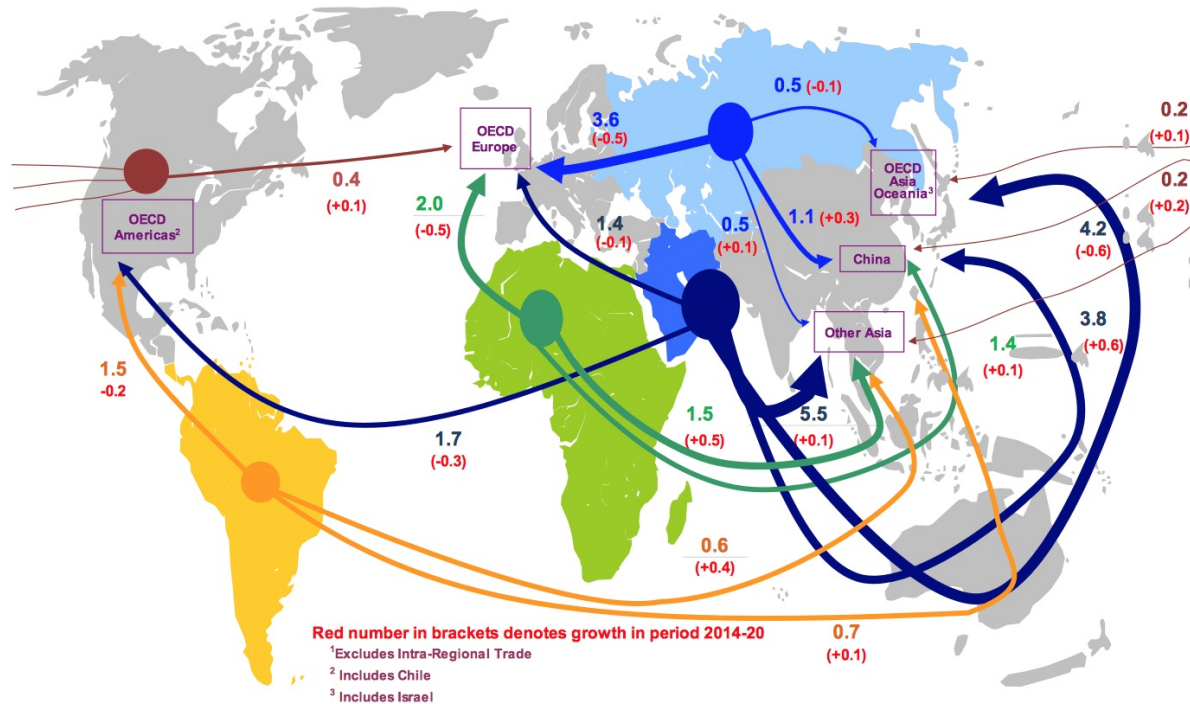 0.5 (-0.1)
3.6
(-0.5)
OECD
Europe
0.2
(+0.1)
OECD
Asia
Oceania3
0.4
(+0.1)
0.2
(+0.2)
2.0
(-0.5)
OECD
Americas2
1.4
(-0.1)
0.5
(+0.1)
1.1 (+0.3)
4.2
(-0.6)
China
Other Asia
3.8
(+0.6)
1.4
(+0.1)
1.5
-0.2
1.5
(+0.5)
5.5
(+0.1)
1.7
(-0.3)
0.6
(+0.4)
0.7
(+0.1)
Red number in brackets denotes growth in period 2014-20
1Excludes Intra-Regional Trade
2 Includes Chile
3 Includes Israel